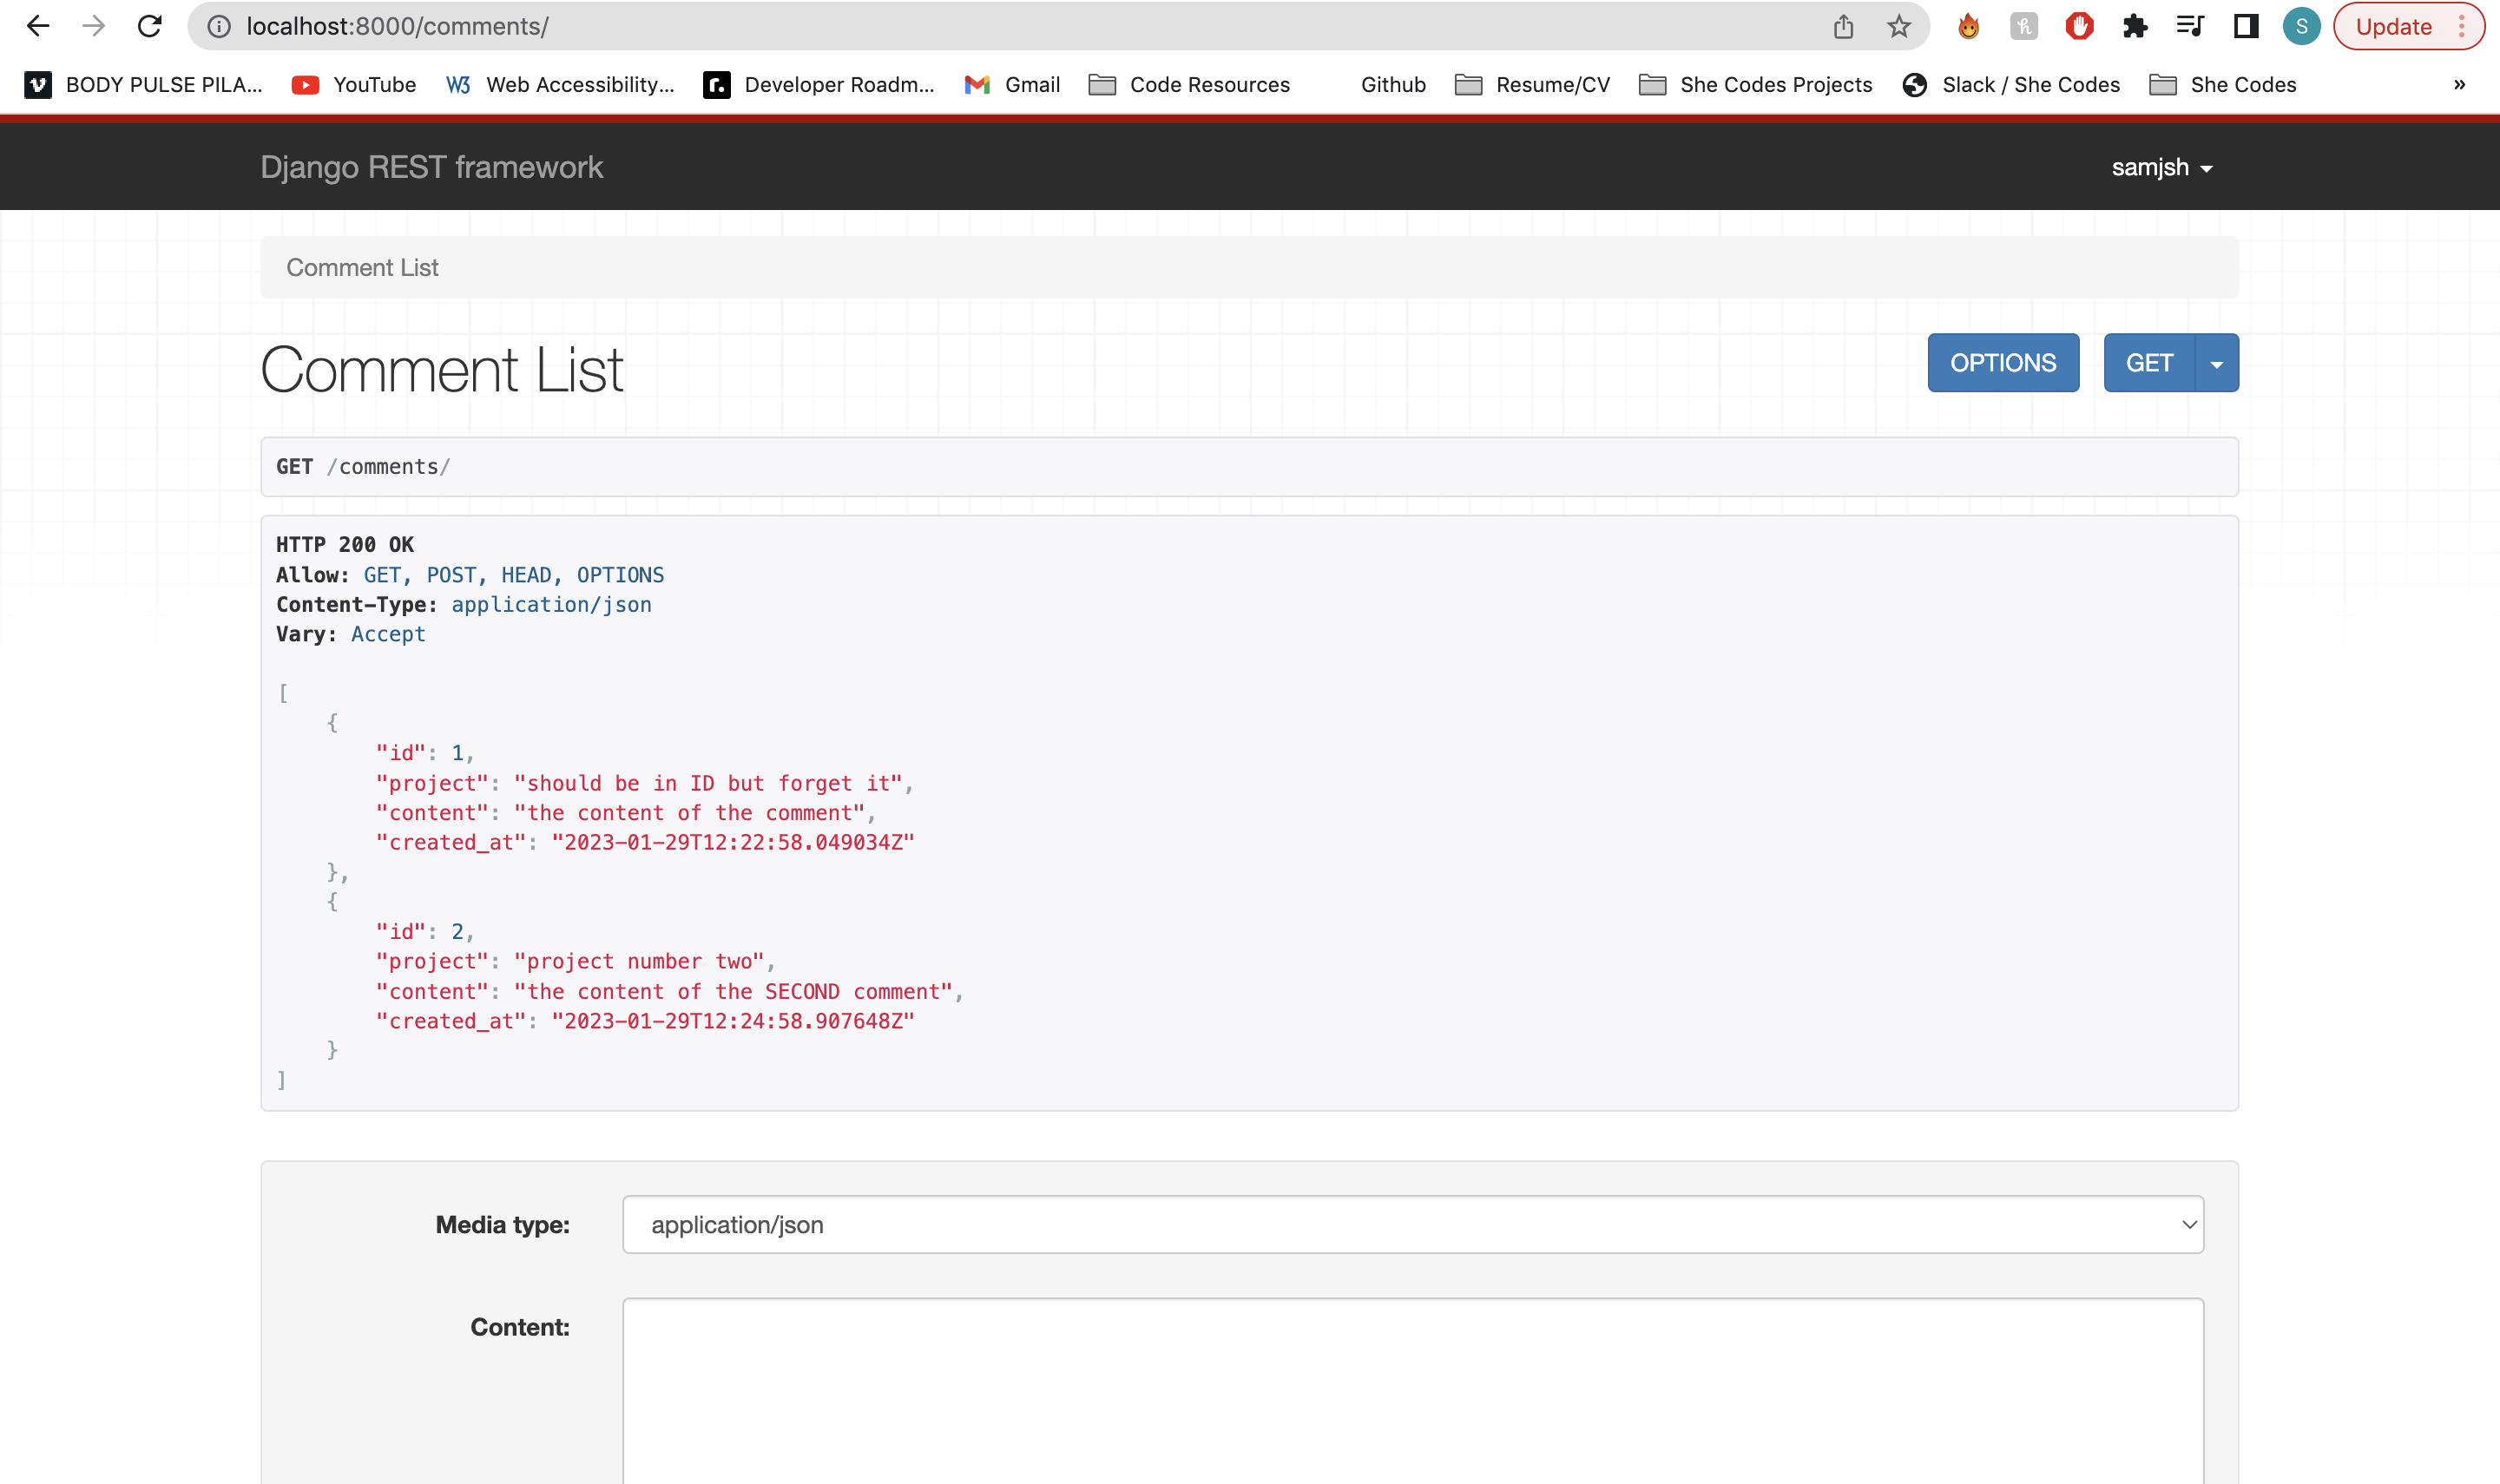 localhost:8000/comments/
S
Update
BODY PULSE PILA...
YouTube
W3
Web Accessibility...
r.
Developer Roadm...
Gmail
Code Resources
Github
Resume/CV
She Codes Projects
Slack / She Codes
She Codes
»
Django REST framework
samjsh
Comment List
Comment List
OPTIONS
GET
GET /comments/
HTTP 200 OK
Allow: GET, POST, HEAD, OPTIONS
Content-Type: application/json
Vary: Accept
[
{
"id": 1,
"project": "should be in ID but forget it",
"content": "the content of the comment",
"created_at": "2023-01-29T12:22:58.049034Z"
},
{
"id": 2,
"project": "project number two",
"content": "the content of the SECOND comment",
"created_at": "2023-01-29T12:24:58.907648Z"
}
]
Media type:
application/json
Content: